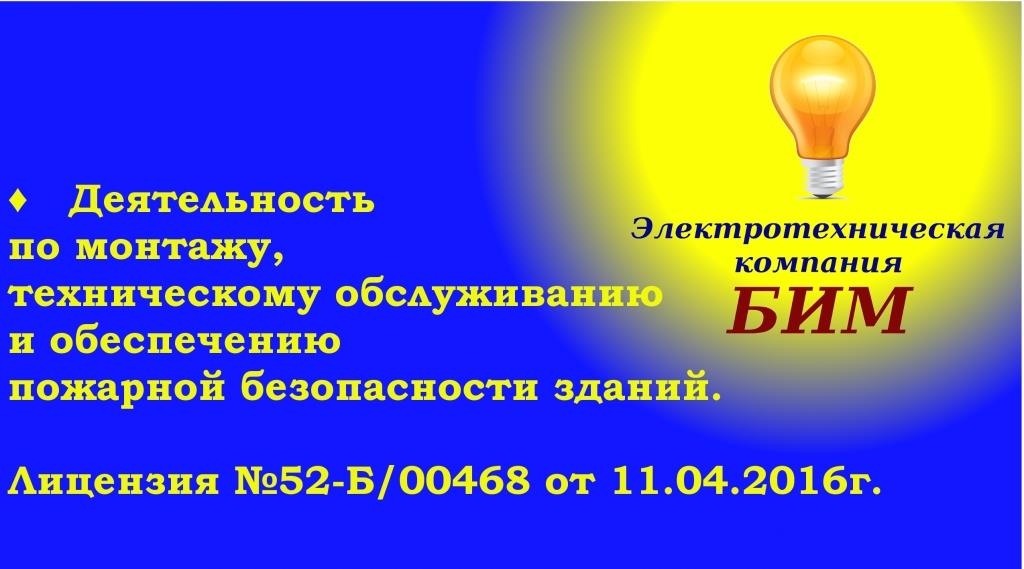 ♦ Деятельность
по монтажу,
техническому обслуживанию
и обеспечению
пожарной безопасности зданий.
Лицензия №52-Б/00468 от 11.04.2016г.
Электротехническая
компания
БИМ